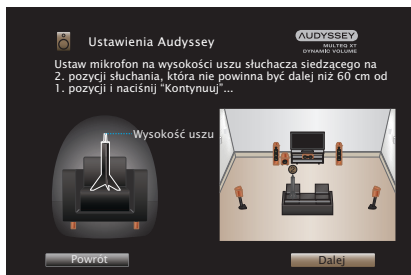 Ustawienia Audyssey
AUDYSSEY
MULTEQ XT
DYNAMIC VOLUME
Ustaw mikrofon na wysokości uszu słuchacza siedzącego na
2. pozycji słuchania, która nie powinna być dalej niż 60 cm od
1. pozycji i naciśnij “Kontynuuj”...
Wysokość uszu
Powrót
Dalej